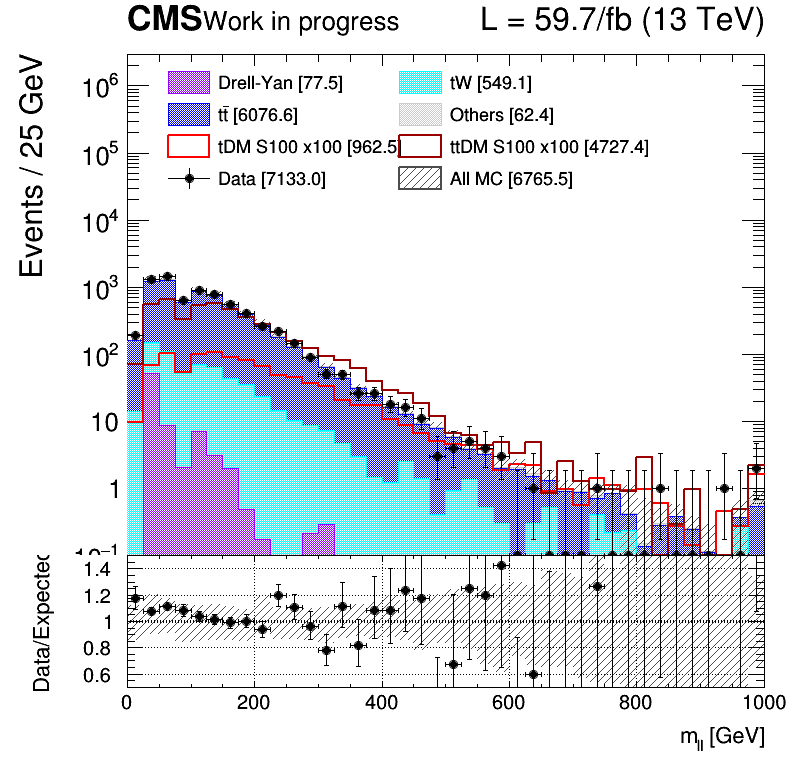 CMS Work in progress L = 59.7/fb (13 TeV)
Events / 25 GeV
Drell-Yan [77.5] tW [549.1]
tt̄ [6076.6] Others [62.4]
tDM S100 x100 [962.5] ttDM S100 x100 [4727.4]
Data [7133.0] All MC [6765.5]
10⁶
10⁵
10⁴
10³
10²
10
1
10⁻¹
Data/Expected
1.4
1.2
1
0.8
0.6
0 200 400 600 800 1000
m_ll [GeV]